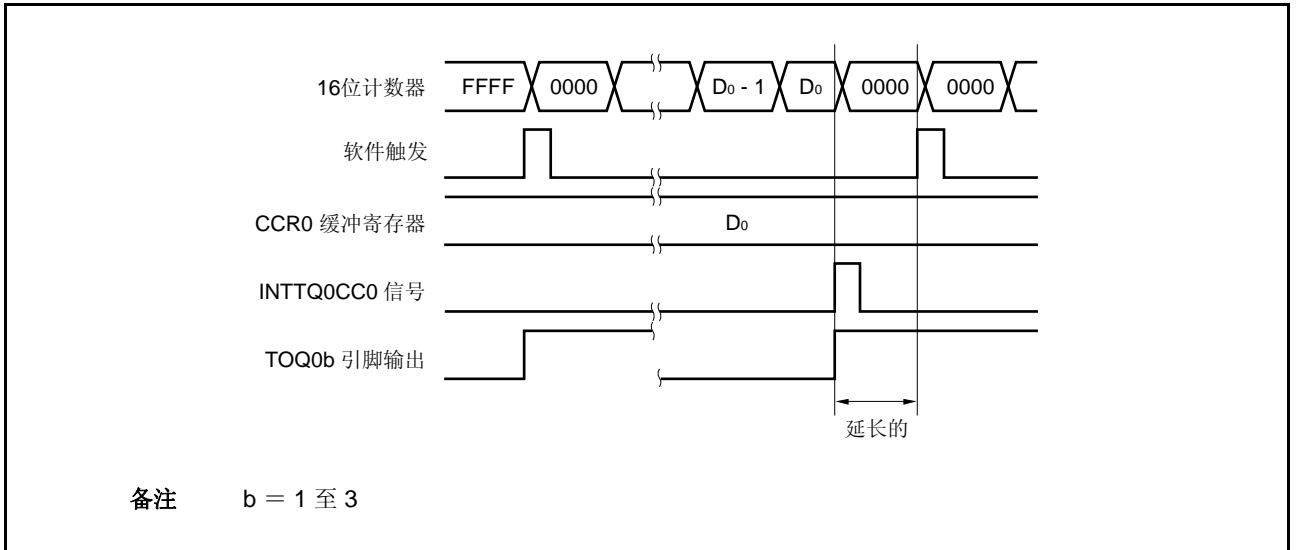 16位计数器 FFFF 0000 D0 - 1 D0 0000 0000
软件触发
CCR0 缓冲寄存器 D0
INTTQ0CC0 信号
TOQ0b 引脚输出
延长的
备注 b ＝ 1 至 3